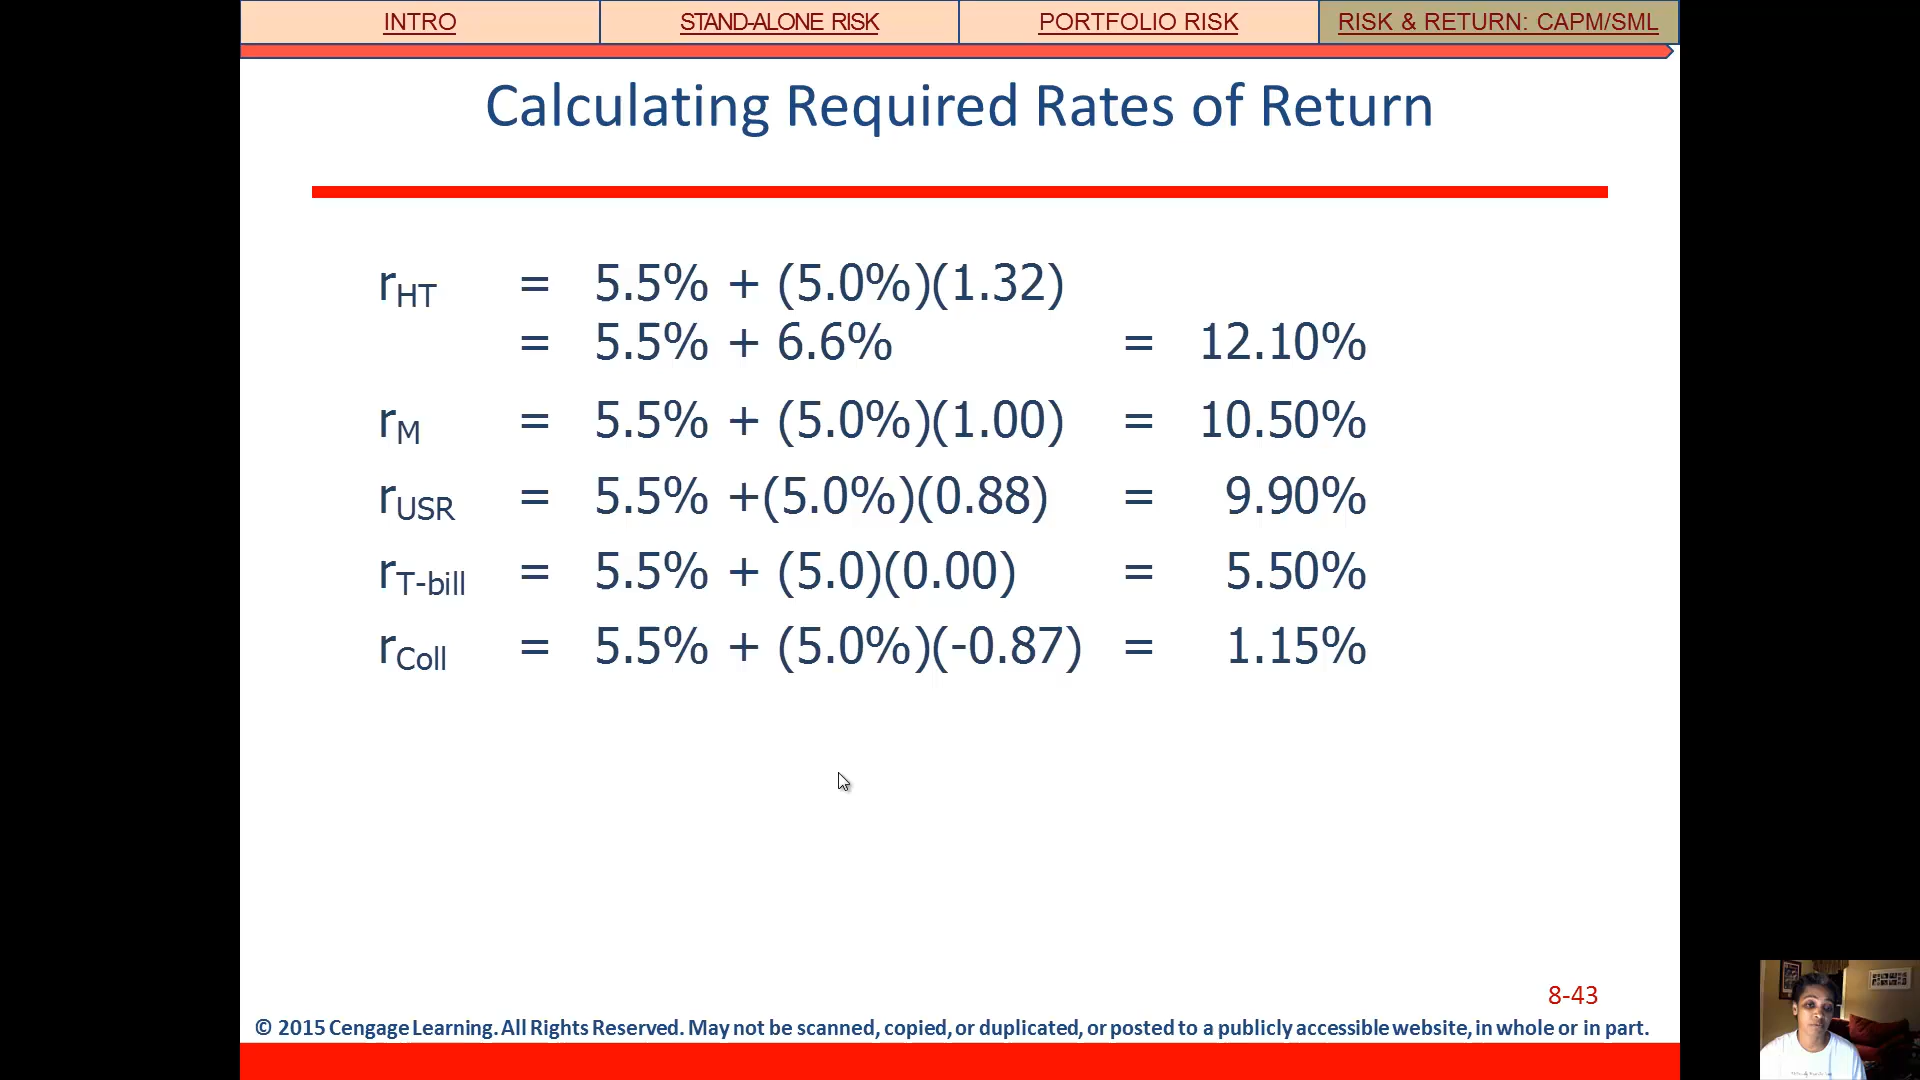 INTRO STAND-ALONE RISK PORTFOLIO RISK RISK & RETURN: CAPM/SML
Calculating Required Rates of Return
rHT = 5.5% + (5.0%)(1.32)
= 5.5% + 6.6% = 12.10%
rM = 5.5% + (5.0%)(1.00) = 10.50%
rUSR = 5.5% +(5.0%)(0.88) = 9.90%
rT-bill = 5.5% + (5.0)(0.00) = 5.50%
rColl = 5.5% + (5.0%)(-0.87) = 1.15%
8-43
© 2015 Cengage Learning. All Rights Reserved. May not be scanned, copied, or duplicated, or posted to a publicly accessible website, in whole or in part.